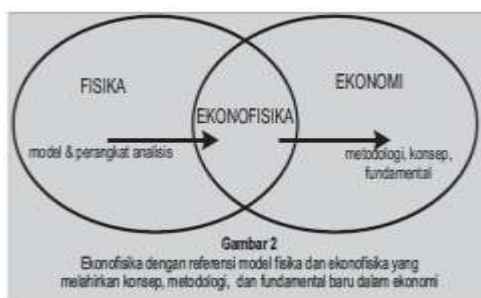 FISIKA
EKONOMI
EKONOFISIKA
model & perangkat analisis
metodologi, konsep,
fundamental
Gambar 2
Ekonofisika dengan referensi model fisika dan ekonofisika yang
melahirkan konsep, metodologi, dan fundamental baru dalam ekonomi